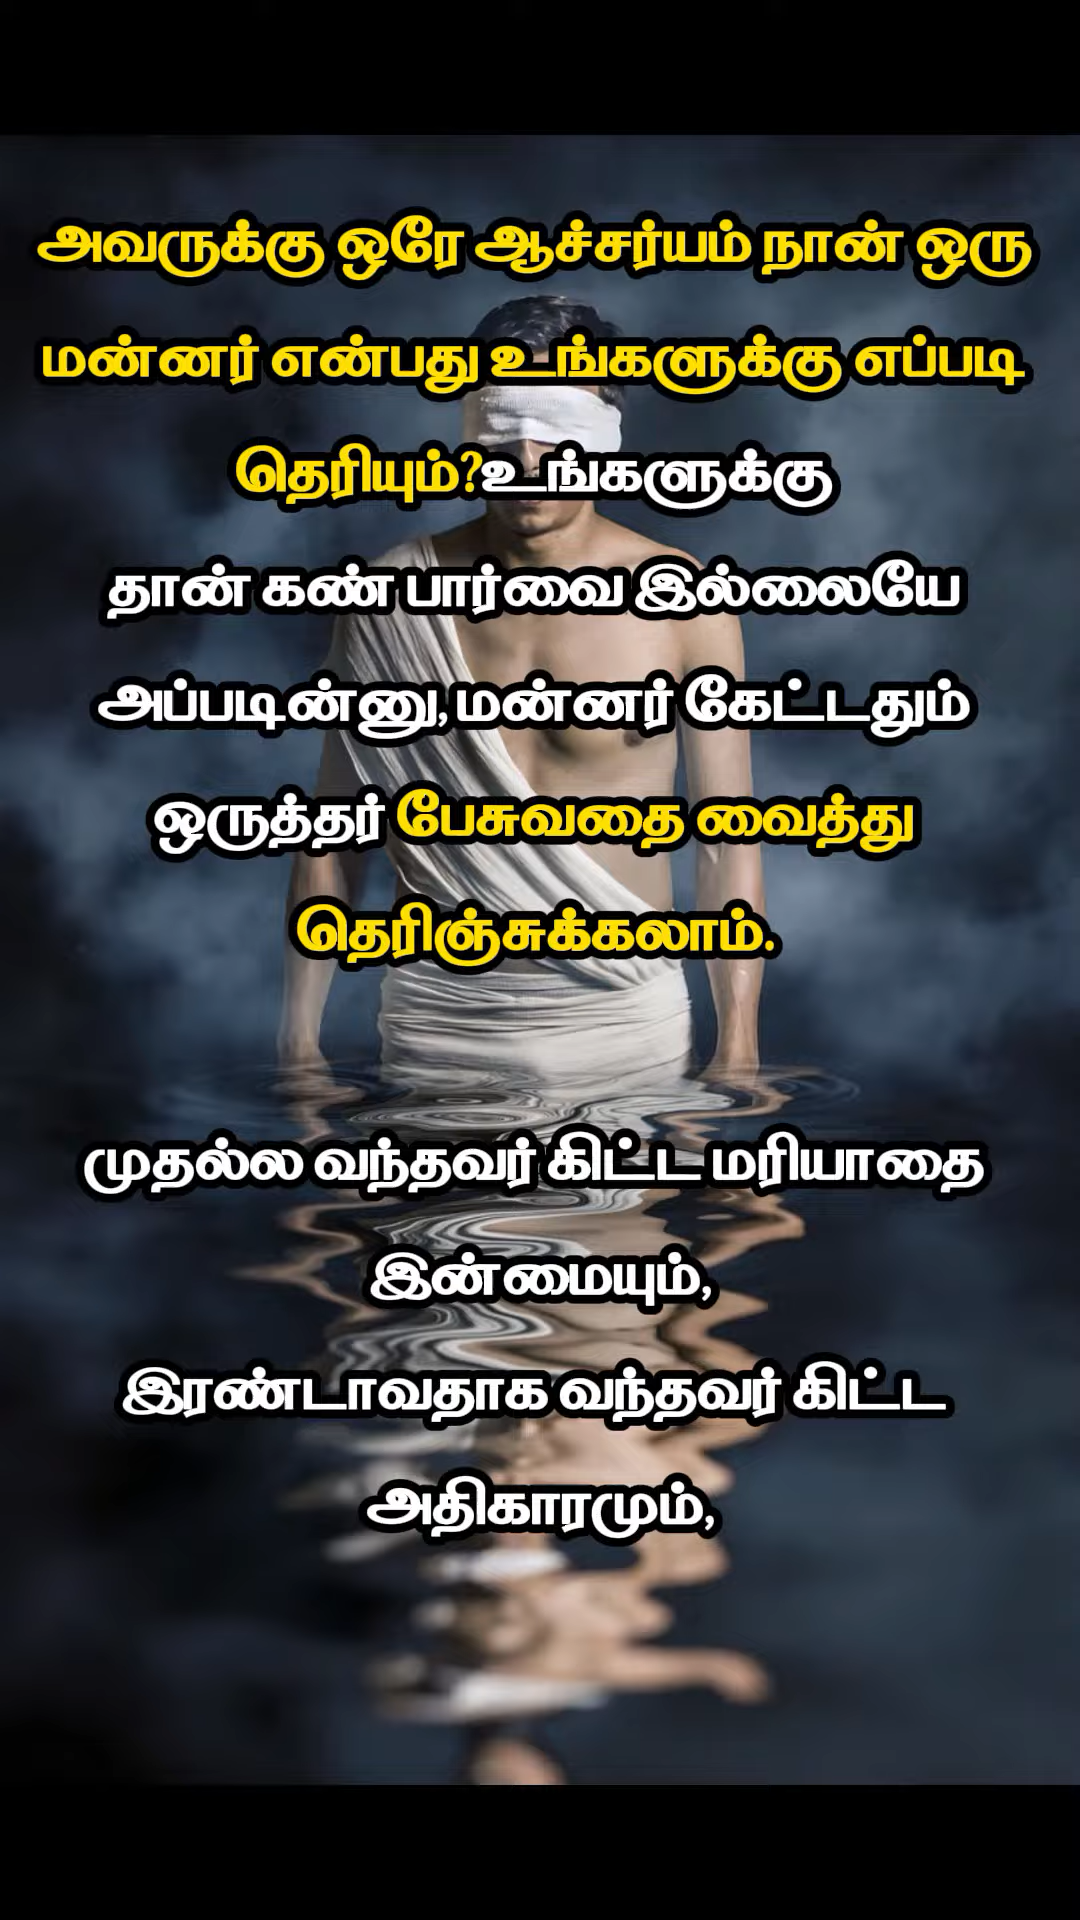 அவருக்கு ஒரே ஆச்சர்யம் நான் ஒரு
மன்னர் என்பது உங்களுக்கு எப்படி
தெரியும்?உங்களுக்கு
தான் கண் பார்வை இல்லையே
அப்படின்னு, மன்னர் கேட்டதும்
ஒருத்தர் பேசுவதை வைத்து
தெரிஞ்சுக்கலாம்.
முதல்ல வந்தவர் கிட்ட மரியாதை
இன்மையும்,
இரண்டாவதாக வந்தவர் கிட்ட
அதிகாரமும்,